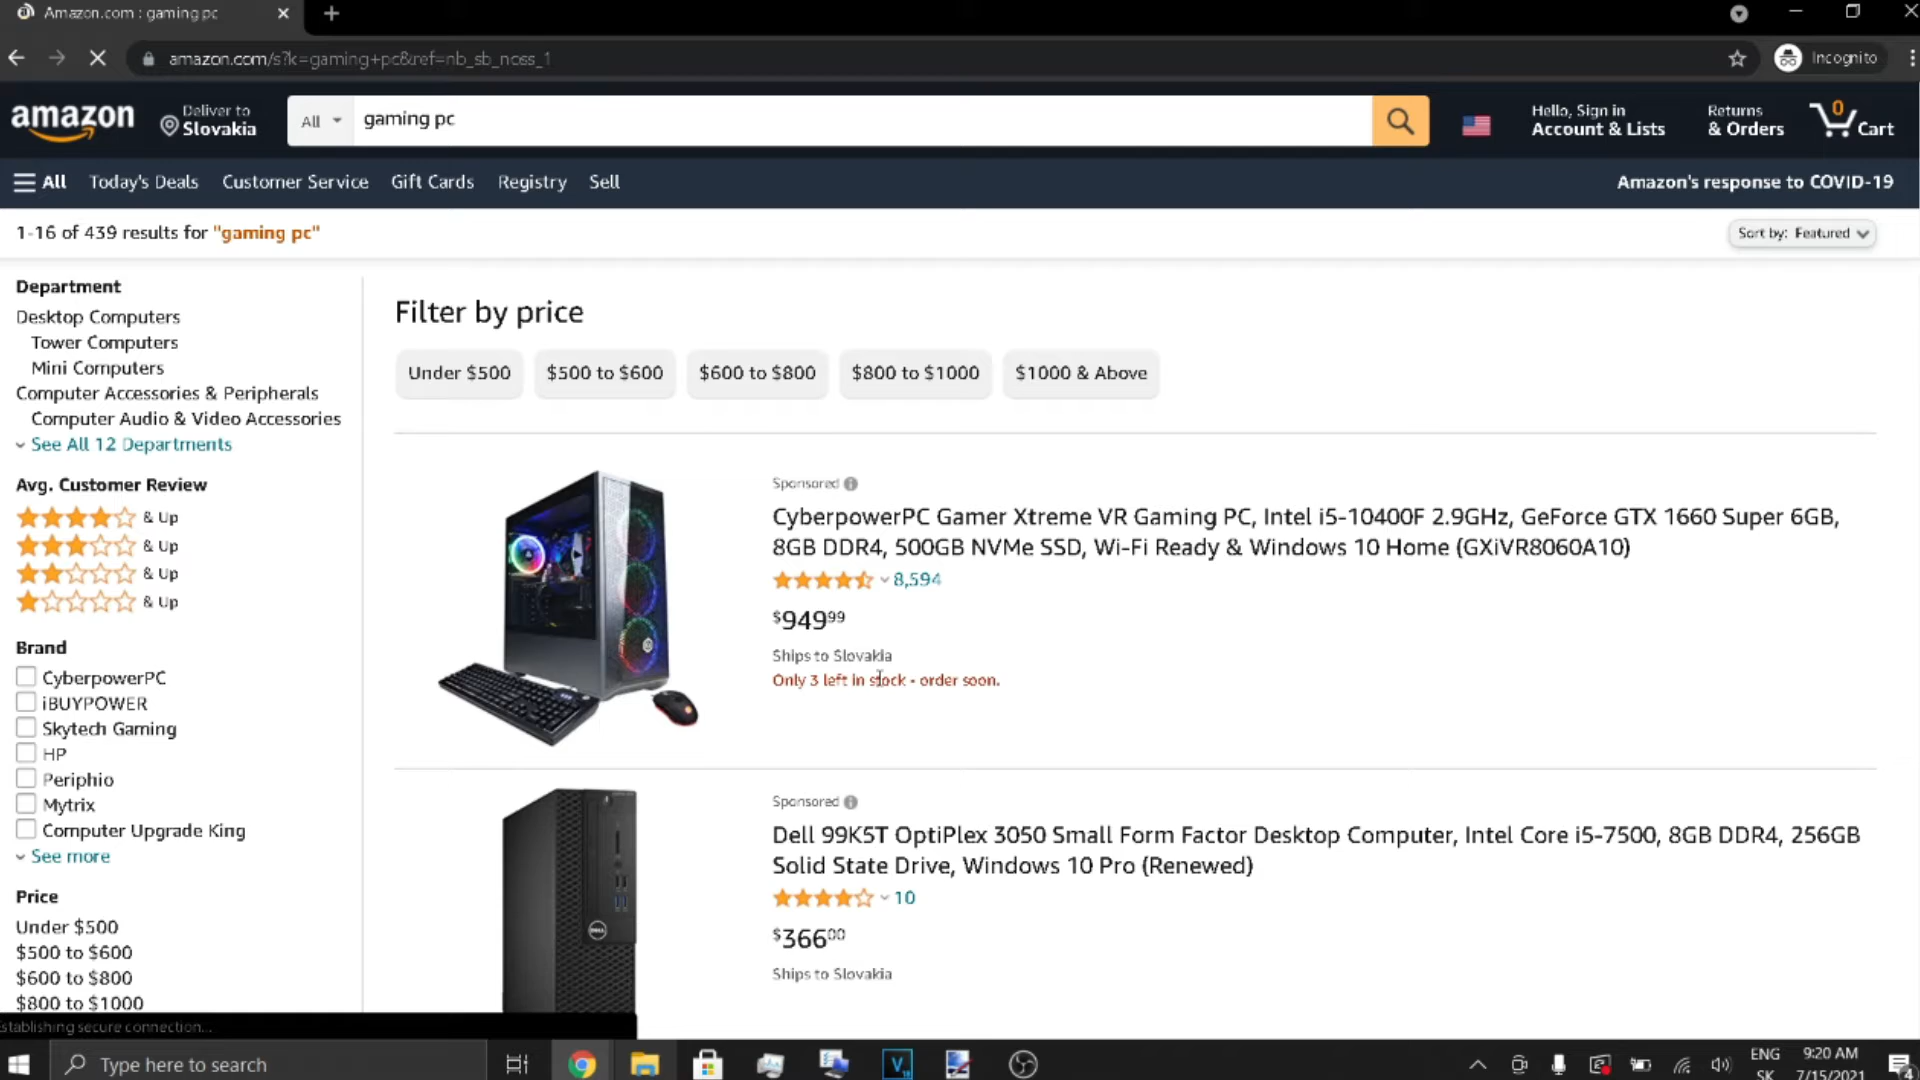 Amazon.com : gaming pc
amazon.com/s?k=gaming+pc&ref=nb_sb_noss_1
Incognito
amazon
Deliver to
Slovakia
All
gaming pc
Hello, Sign in
Account & Lists
Returns
& Orders
0
Cart
All
Today's Deals
Customer Service
Gift Cards
Registry
Sell
Amazon's response to COVID-19
1-16 of 439 results for "gaming pc"
Sort by: Featured
Department
Desktop Computers
Tower Computers
Mini Computers
Computer Accessories & Peripherals
Computer Audio & Video Accessories
See All 12 Departments
Avg. Customer Review
& Up
& Up
& Up
& Up
Brand
CyberpowerPC
iBUYPOWER
Skytech Gaming
HP
Periphio
Mytrix
Computer Upgrade King
See more
Price
Under $500
$500 to $600
$600 to $800
$800 to $1000
Filter by price
Under $500
$500 to $600
$600 to $800
$800 to $1000
$1000 & Above
Sponsored
CyberpowerPC Gamer Xtreme VR Gaming PC, Intel i5-10400F 2.9GHz, GeForce GTX 1660 Super 6GB,
8GB DDR4, 500GB NVMe SSD, Wi-Fi Ready & Windows 10 Home (GXiVR8060A10)
8,594
$949.99
Ships to Slovakia
Only 3 left in stock - order soon.
Sponsored
Dell 99K5T OptiPlex 3050 Small Form Factor Desktop Computer, Intel Core i5-7500, 8GB DDR4, 256GB
Solid State Drive, Windows 10 Pro (Renewed)
10
$366.00
Ships to Slovakia
DELL
Establishing secure connection...
Type here to search
ENG
SK
9:20 AM
7/15/2021
4